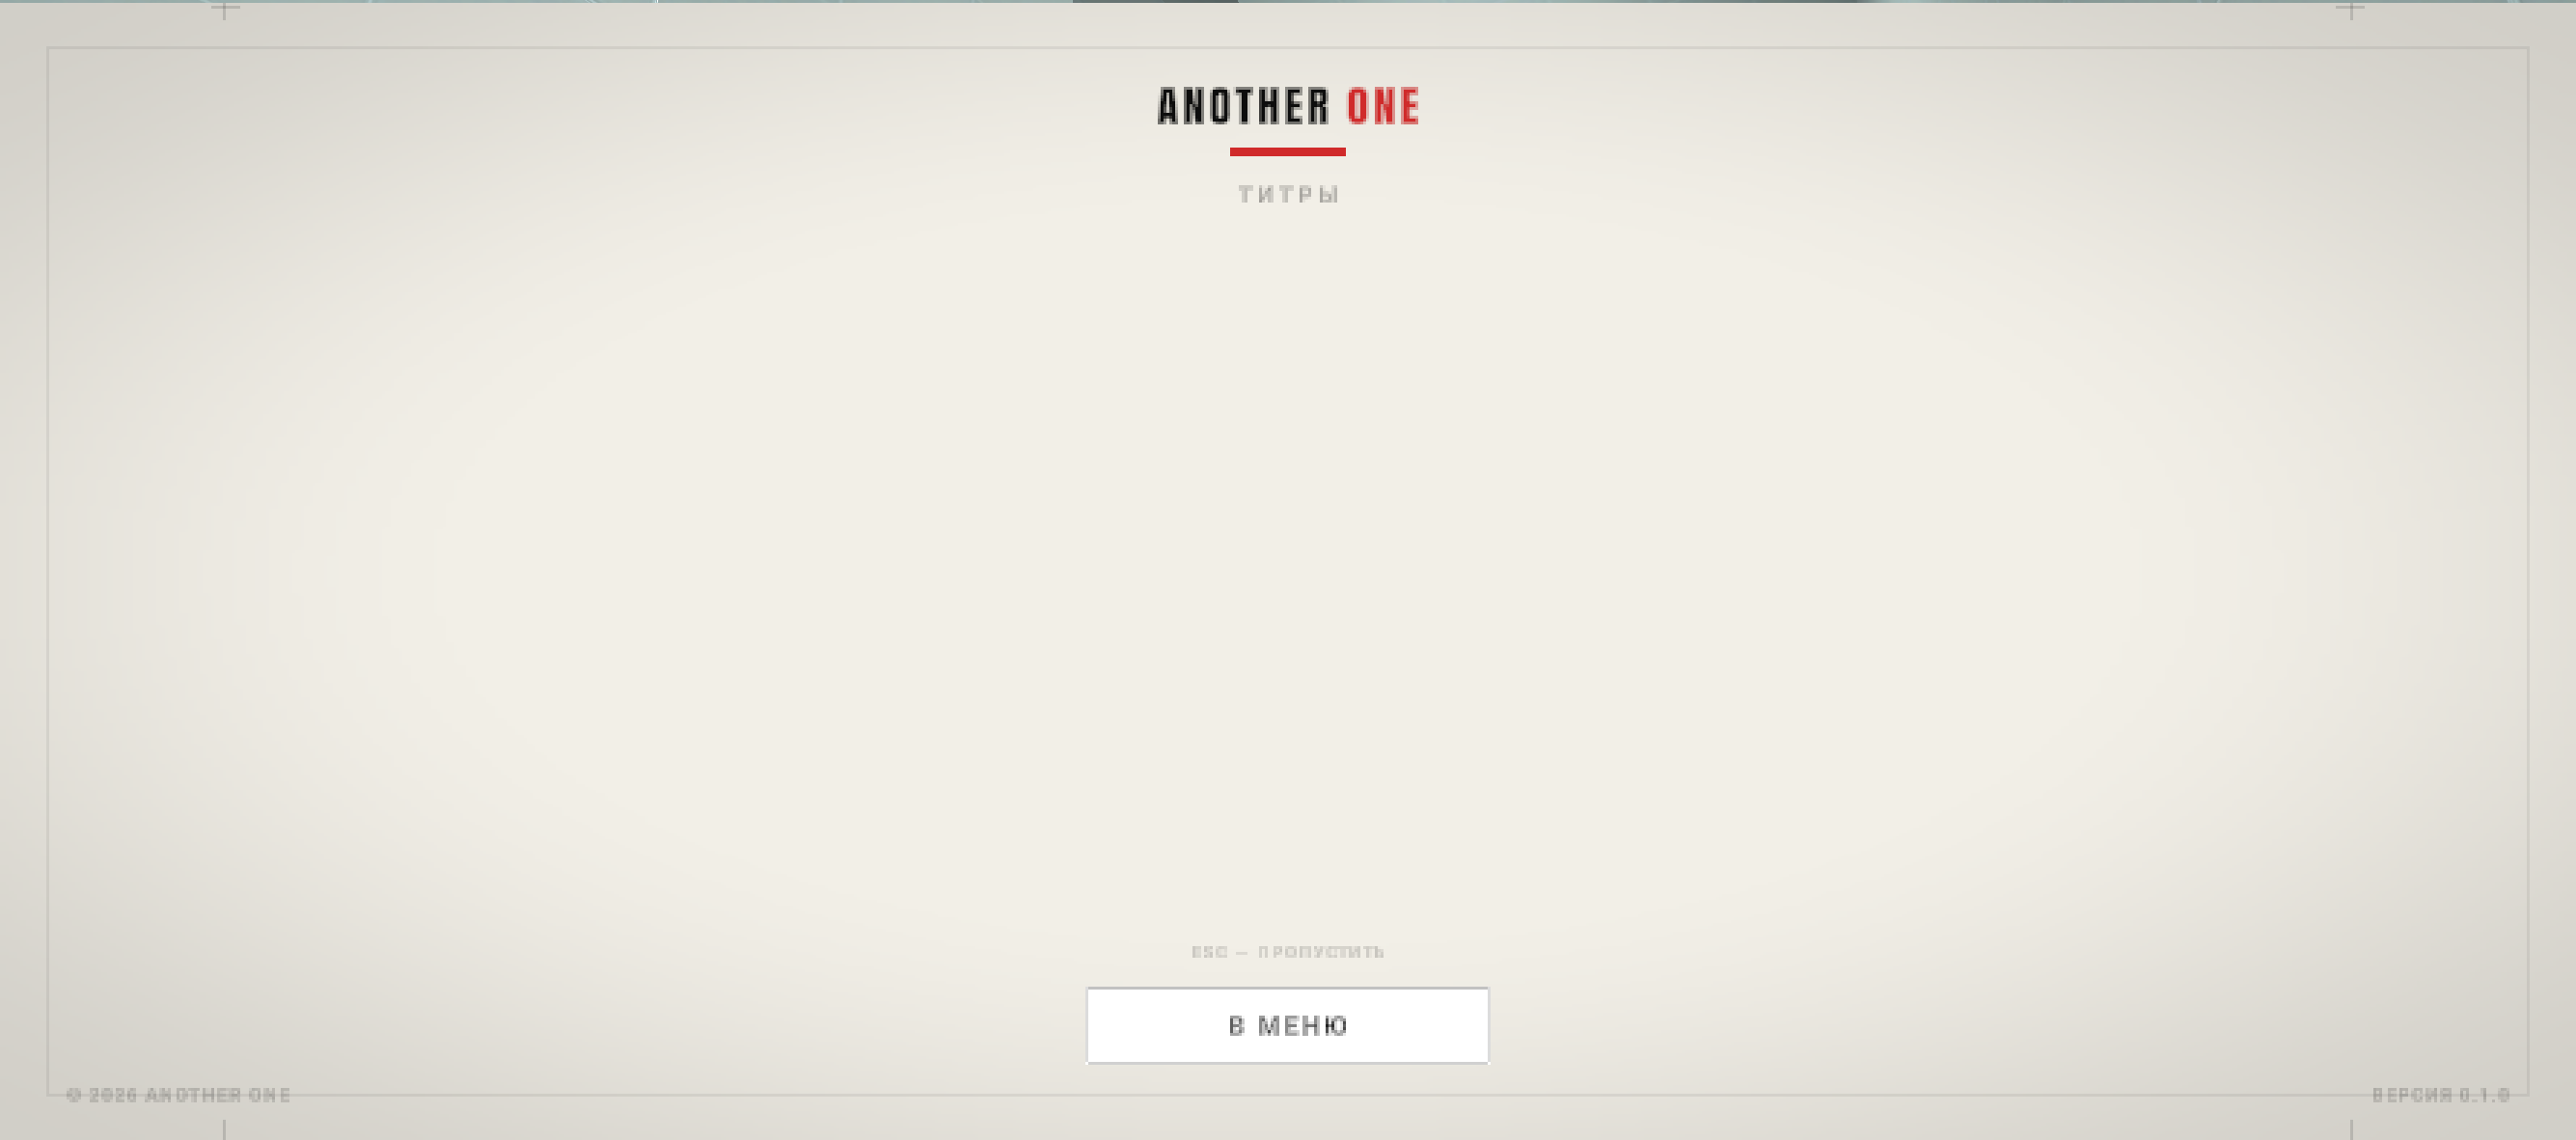 ANOTHER ONE
ТИТРЫ
ESC — ПРОПУСТИТЬ
В МЕНЮ
© 2026 ANOTHER ONE
ВЕРСИЯ 0.1.0